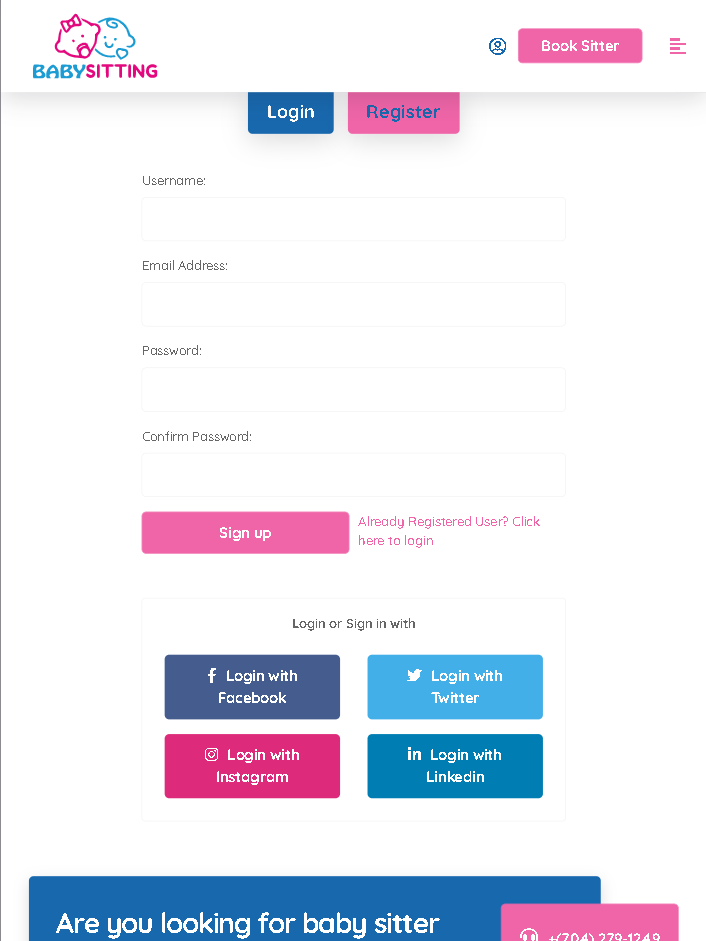 BABYSITTING
Book Sitter
Login
Register
Username:
Email Address:
Password:
Confirm Password:
Sign up
Already Registered User? Click
here to login
Login or Sign in with
Login with
Facebook
Login with
Twitter
Login with
Instagram
Login with
Linkedin
Are you looking for baby sitter
+(704) 279-1249